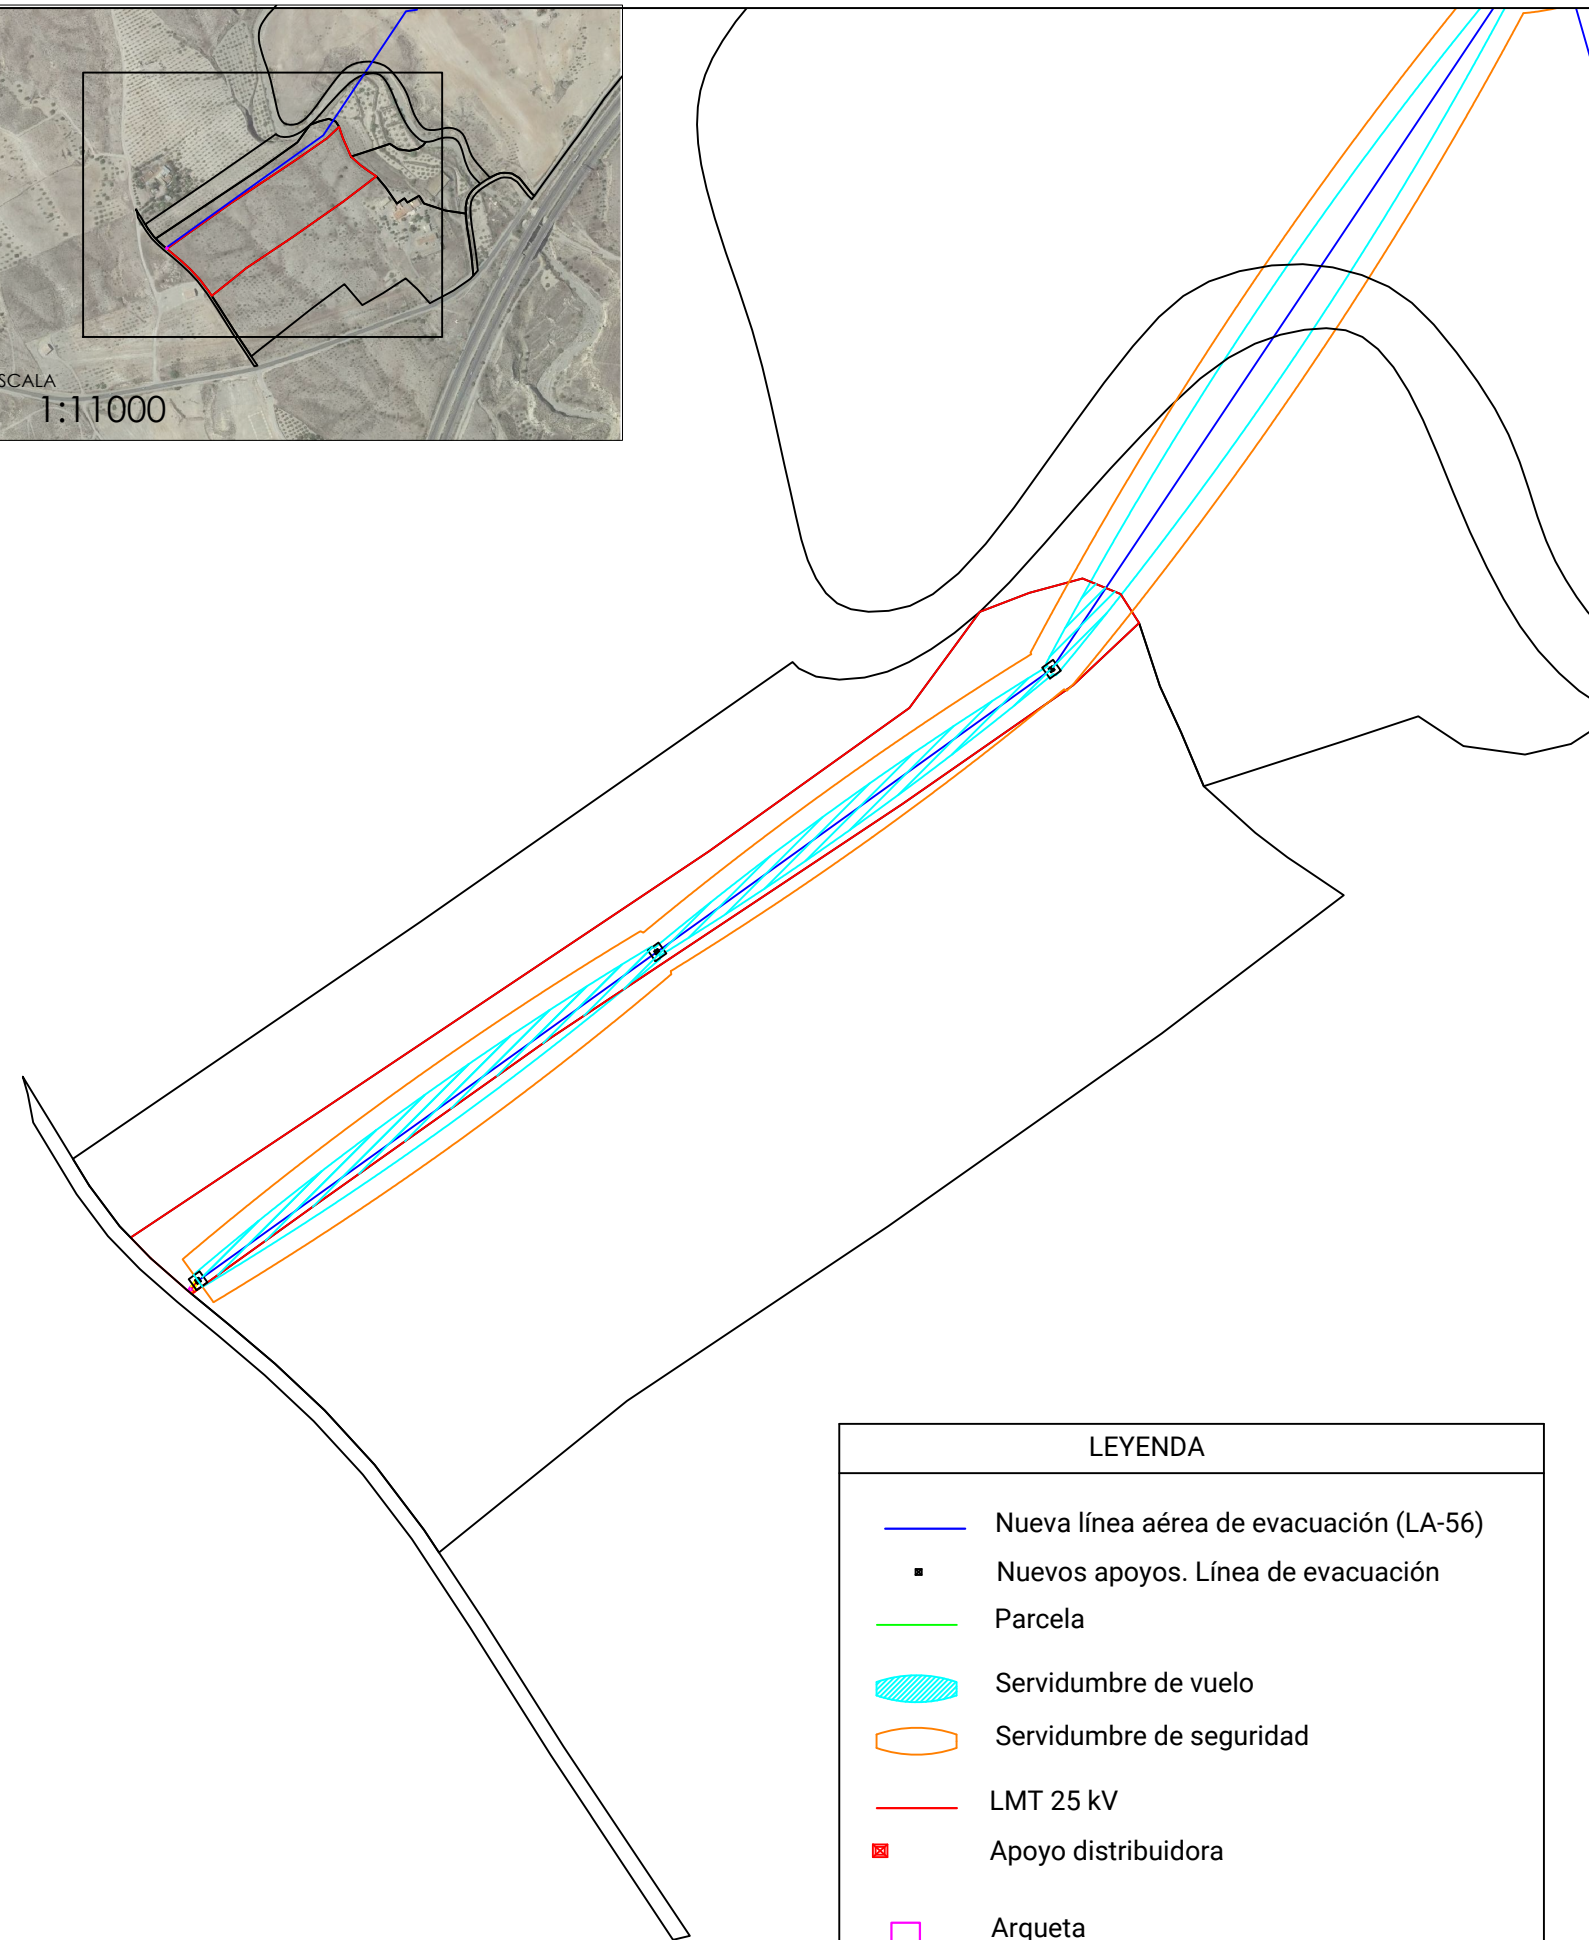 SCALA
1:11000
LEYENDA
Nueva línea aérea de evacuación (LA-56)
Nuevos apoyos. Línea de evacuación
Parcela
Servidumbre de vuelo
Servidumbre de seguridad
LMT 25 kV
Apoyo distribuidora
Arqueta